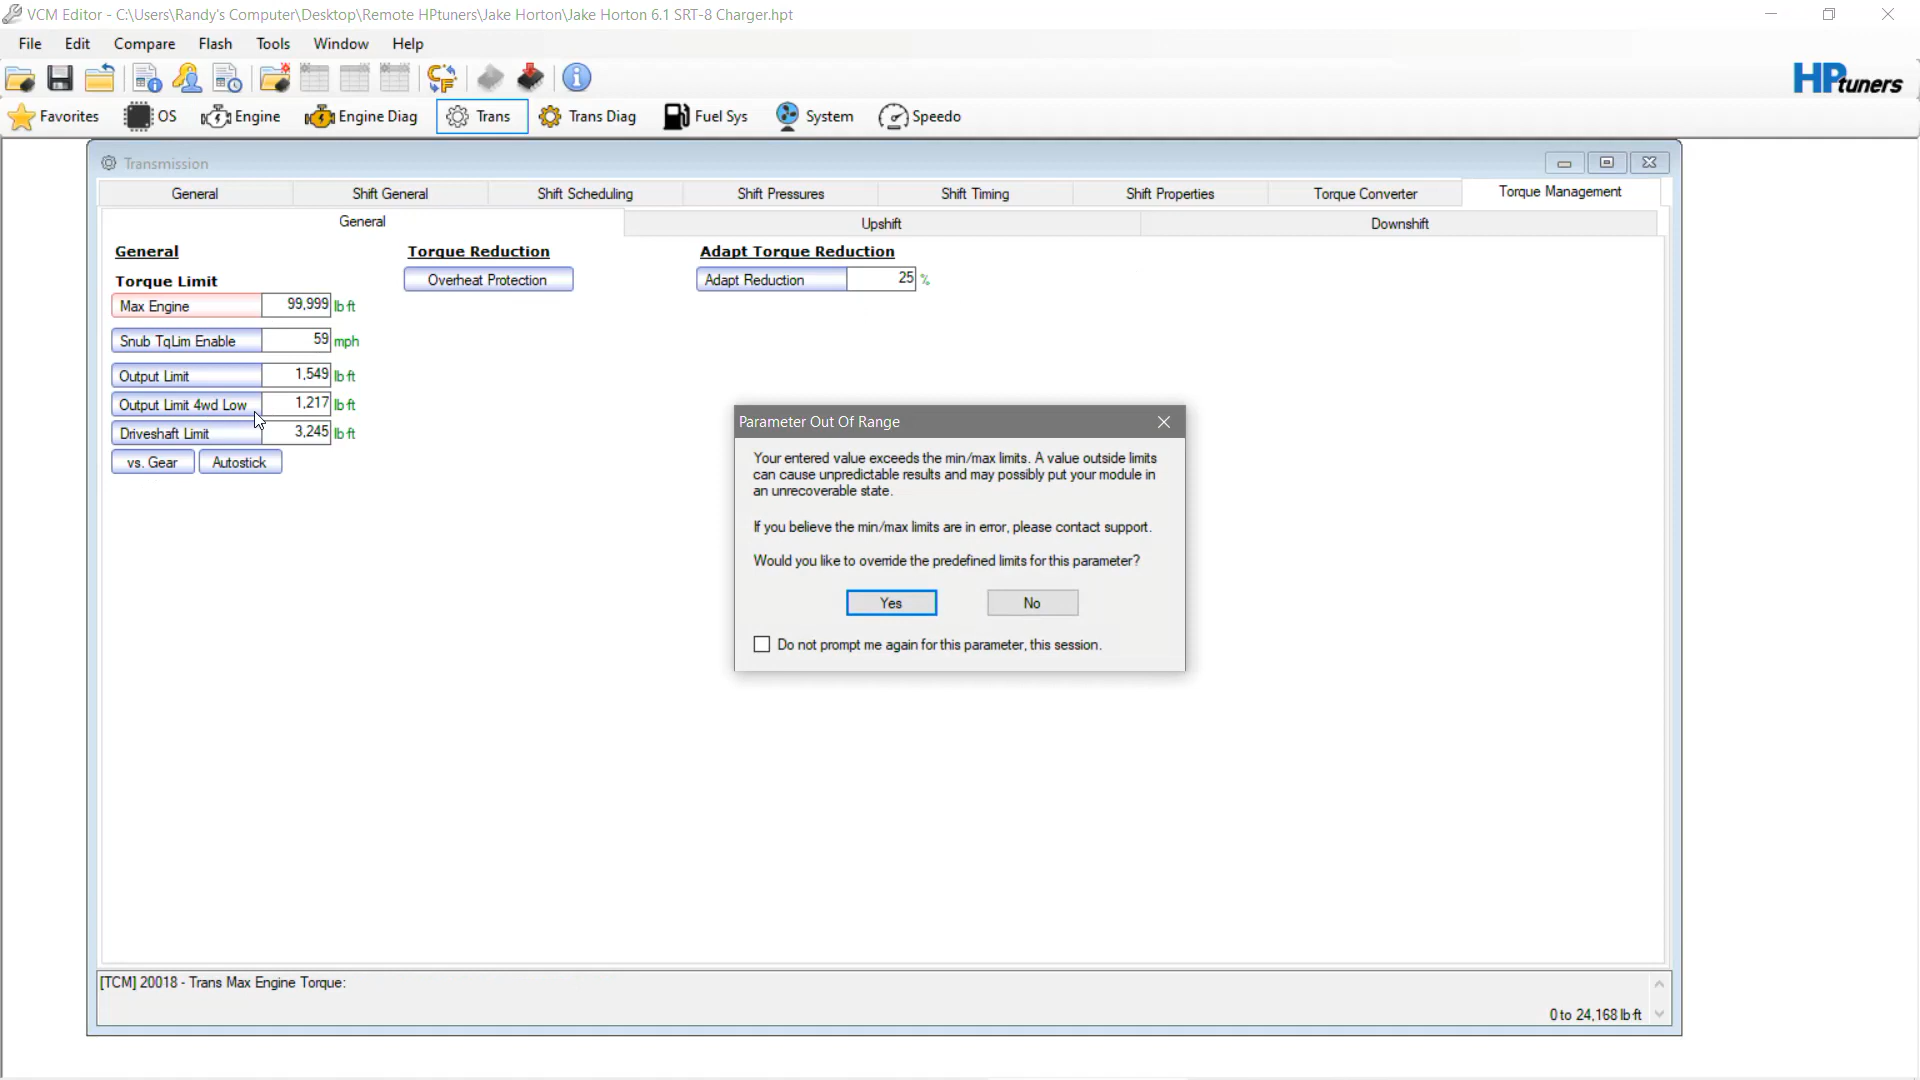 VCM Editor - C:\Users\Randy's Computer\Desktop\Remote HPtuners\Jake Horton\Jake Horton 6.1 SRT-8 Charger.hpt
File Edit Compare Flash Tools Window Help
HPtuners
Favorites OS Engine Engine Diag Trans Trans Diag Fuel Sys System Speedo
Transmission
General Shift General Shift Scheduling Shift Pressures Shift Timing Shift Properties Torque Converter Torque Management
General Upshift Downshift
General Torque Reduction Adapt Torque Reduction
Overheat Protection Adapt Reduction 25 %
Torque Limit
Max Engine 99,999 lb ft
Snub TqLim Enable 59 mph
Output Limit 1,549 lb ft
Output Limit 4wd Low 1,217 lb ft
Driveshaft Limit 3,245 lb ft
vs. Gear Autostick
Parameter Out Of Range
Your entered value exceeds the min/max limits. A value outside limits
can cause unpredictable results and may possibly put your module in
an unrecoverable state.
If you believe the min/max limits are in error, please contact support.
Would you like to override the predefined limits for this parameter?
Yes No
Do not prompt me again for this parameter, this session.
[TCM] 20018 - Trans Max Engine Torque:
0 to 24,168 lb ft